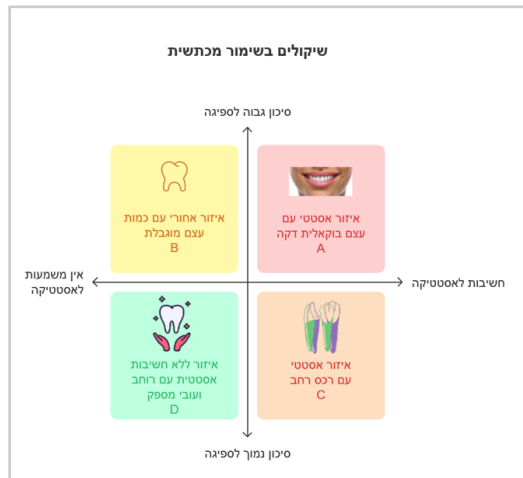 שיקולים בשימור מכתשית
סיכון גבוה לספיגה
איזור אסטטי עם
עצם בוקאלית דקה
A
איזור אחורי עם כמות
עצם מוגבלת
B
חשיבות לאסטטיקה
אין משמעות
לאסטטיקה
איזור אסטטי
עם רכס רחב
C
איזור ללא חשיבות
אסטטית עם רוחב
ועובי מספק
D
סיכון נמוך לספיגה